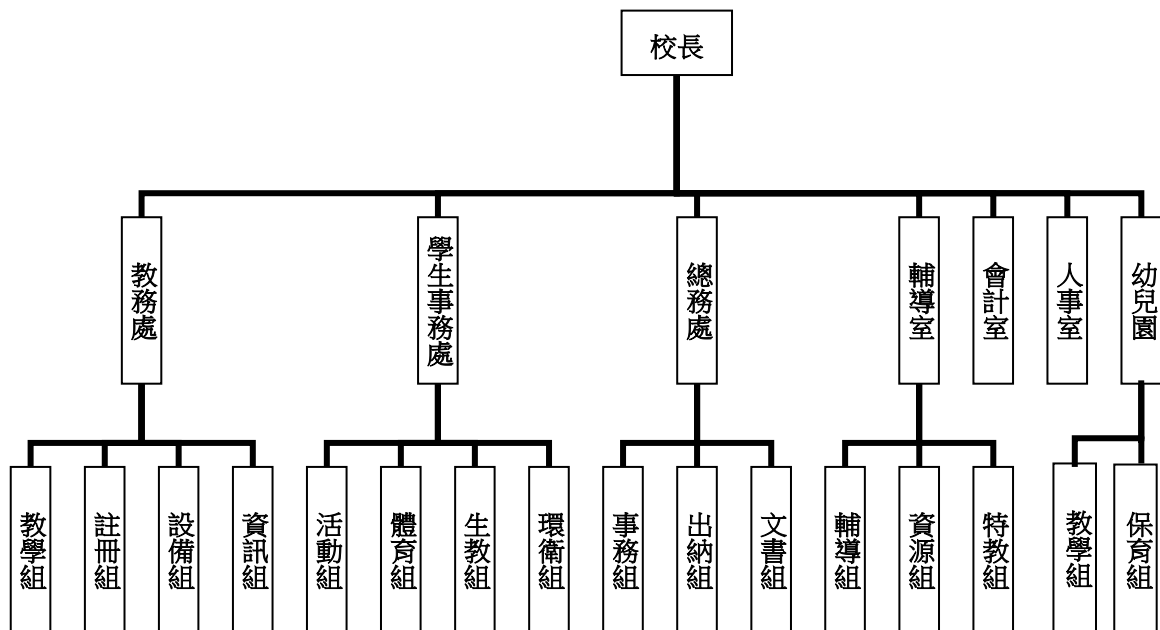 校長
教務處
學生事務處
總務處
輔導室
會計室
人事室
幼兒園
教學組
註冊組
設備組
資訊組
活動組
體育組
生教組
環衛組
事務組
出納組
文書組
輔導組
資源組
特教組
教學組
保育組